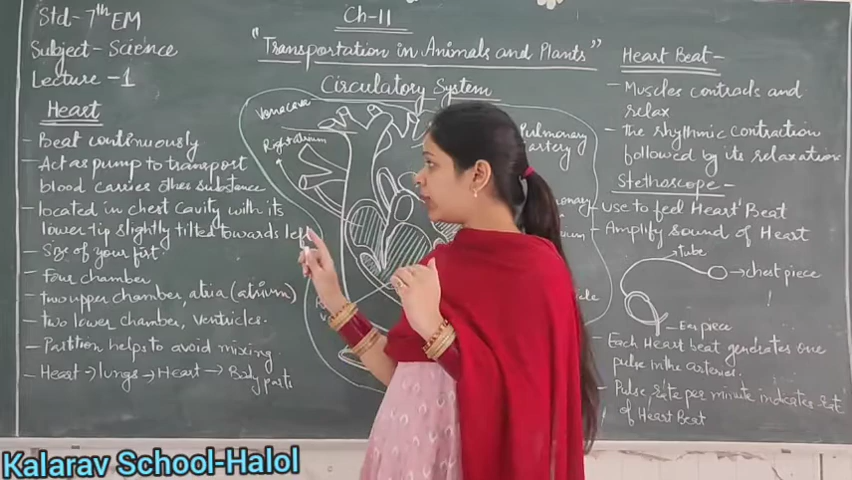 Std-7th EM
Subject - Science
Lecture - 1
Ch-11
"Transportation in Animals and Plants"
Circulatory System
Heart
- Beat continuously
- Act as pump to transport
blood carries other substance
- located in chest cavity with its
lower tip slightly tilted towards left
- Size of your fist.
- Four chamber
- two upper chamber, atria (atrium)
- two lower chamber, ventricles.
- Partition helps to avoid mixing
- Heart → lungs → Heart → Body parts
Venacava
Right atrium
Pulmonary
Heart Beat -
- Muscles contracts and
relax
- the rhythmic contraction
followed by its relaxation
Stethoscope -
- use to feel Heart Beat
- Amplify sound of Heart
tube
chest piece
Ear piece
- Each Heart beat generates one
pulse in the arteries.
- Pulse rate per minute indicates rate
of Heart Beat
Kalarav School-Halol